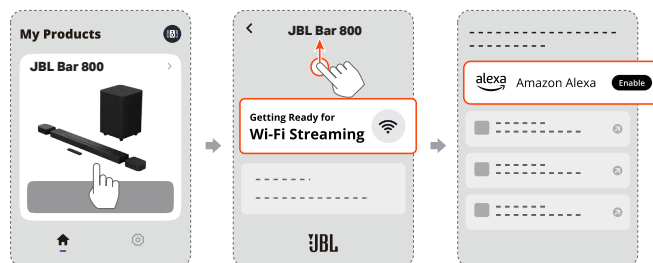 My Products
JBL Bar 800
JBL Bar 800
Getting Ready for
Wi-Fi Streaming
JBL
alexa
Amazon Alexa
Enable